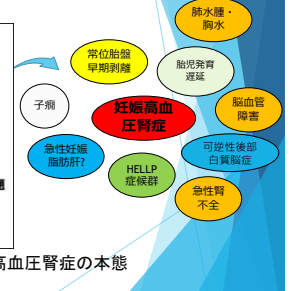 肺水腫・
胸水
常位胎盤
早期剥離
胎児発育
遅延
子癇
妊娠高血
圧腎症
脳血管
障害
急性妊娠
脂肪肝?
HELLP
症候群
可逆性後部
白質脳症
急性腎
不全
高血圧腎症の本態